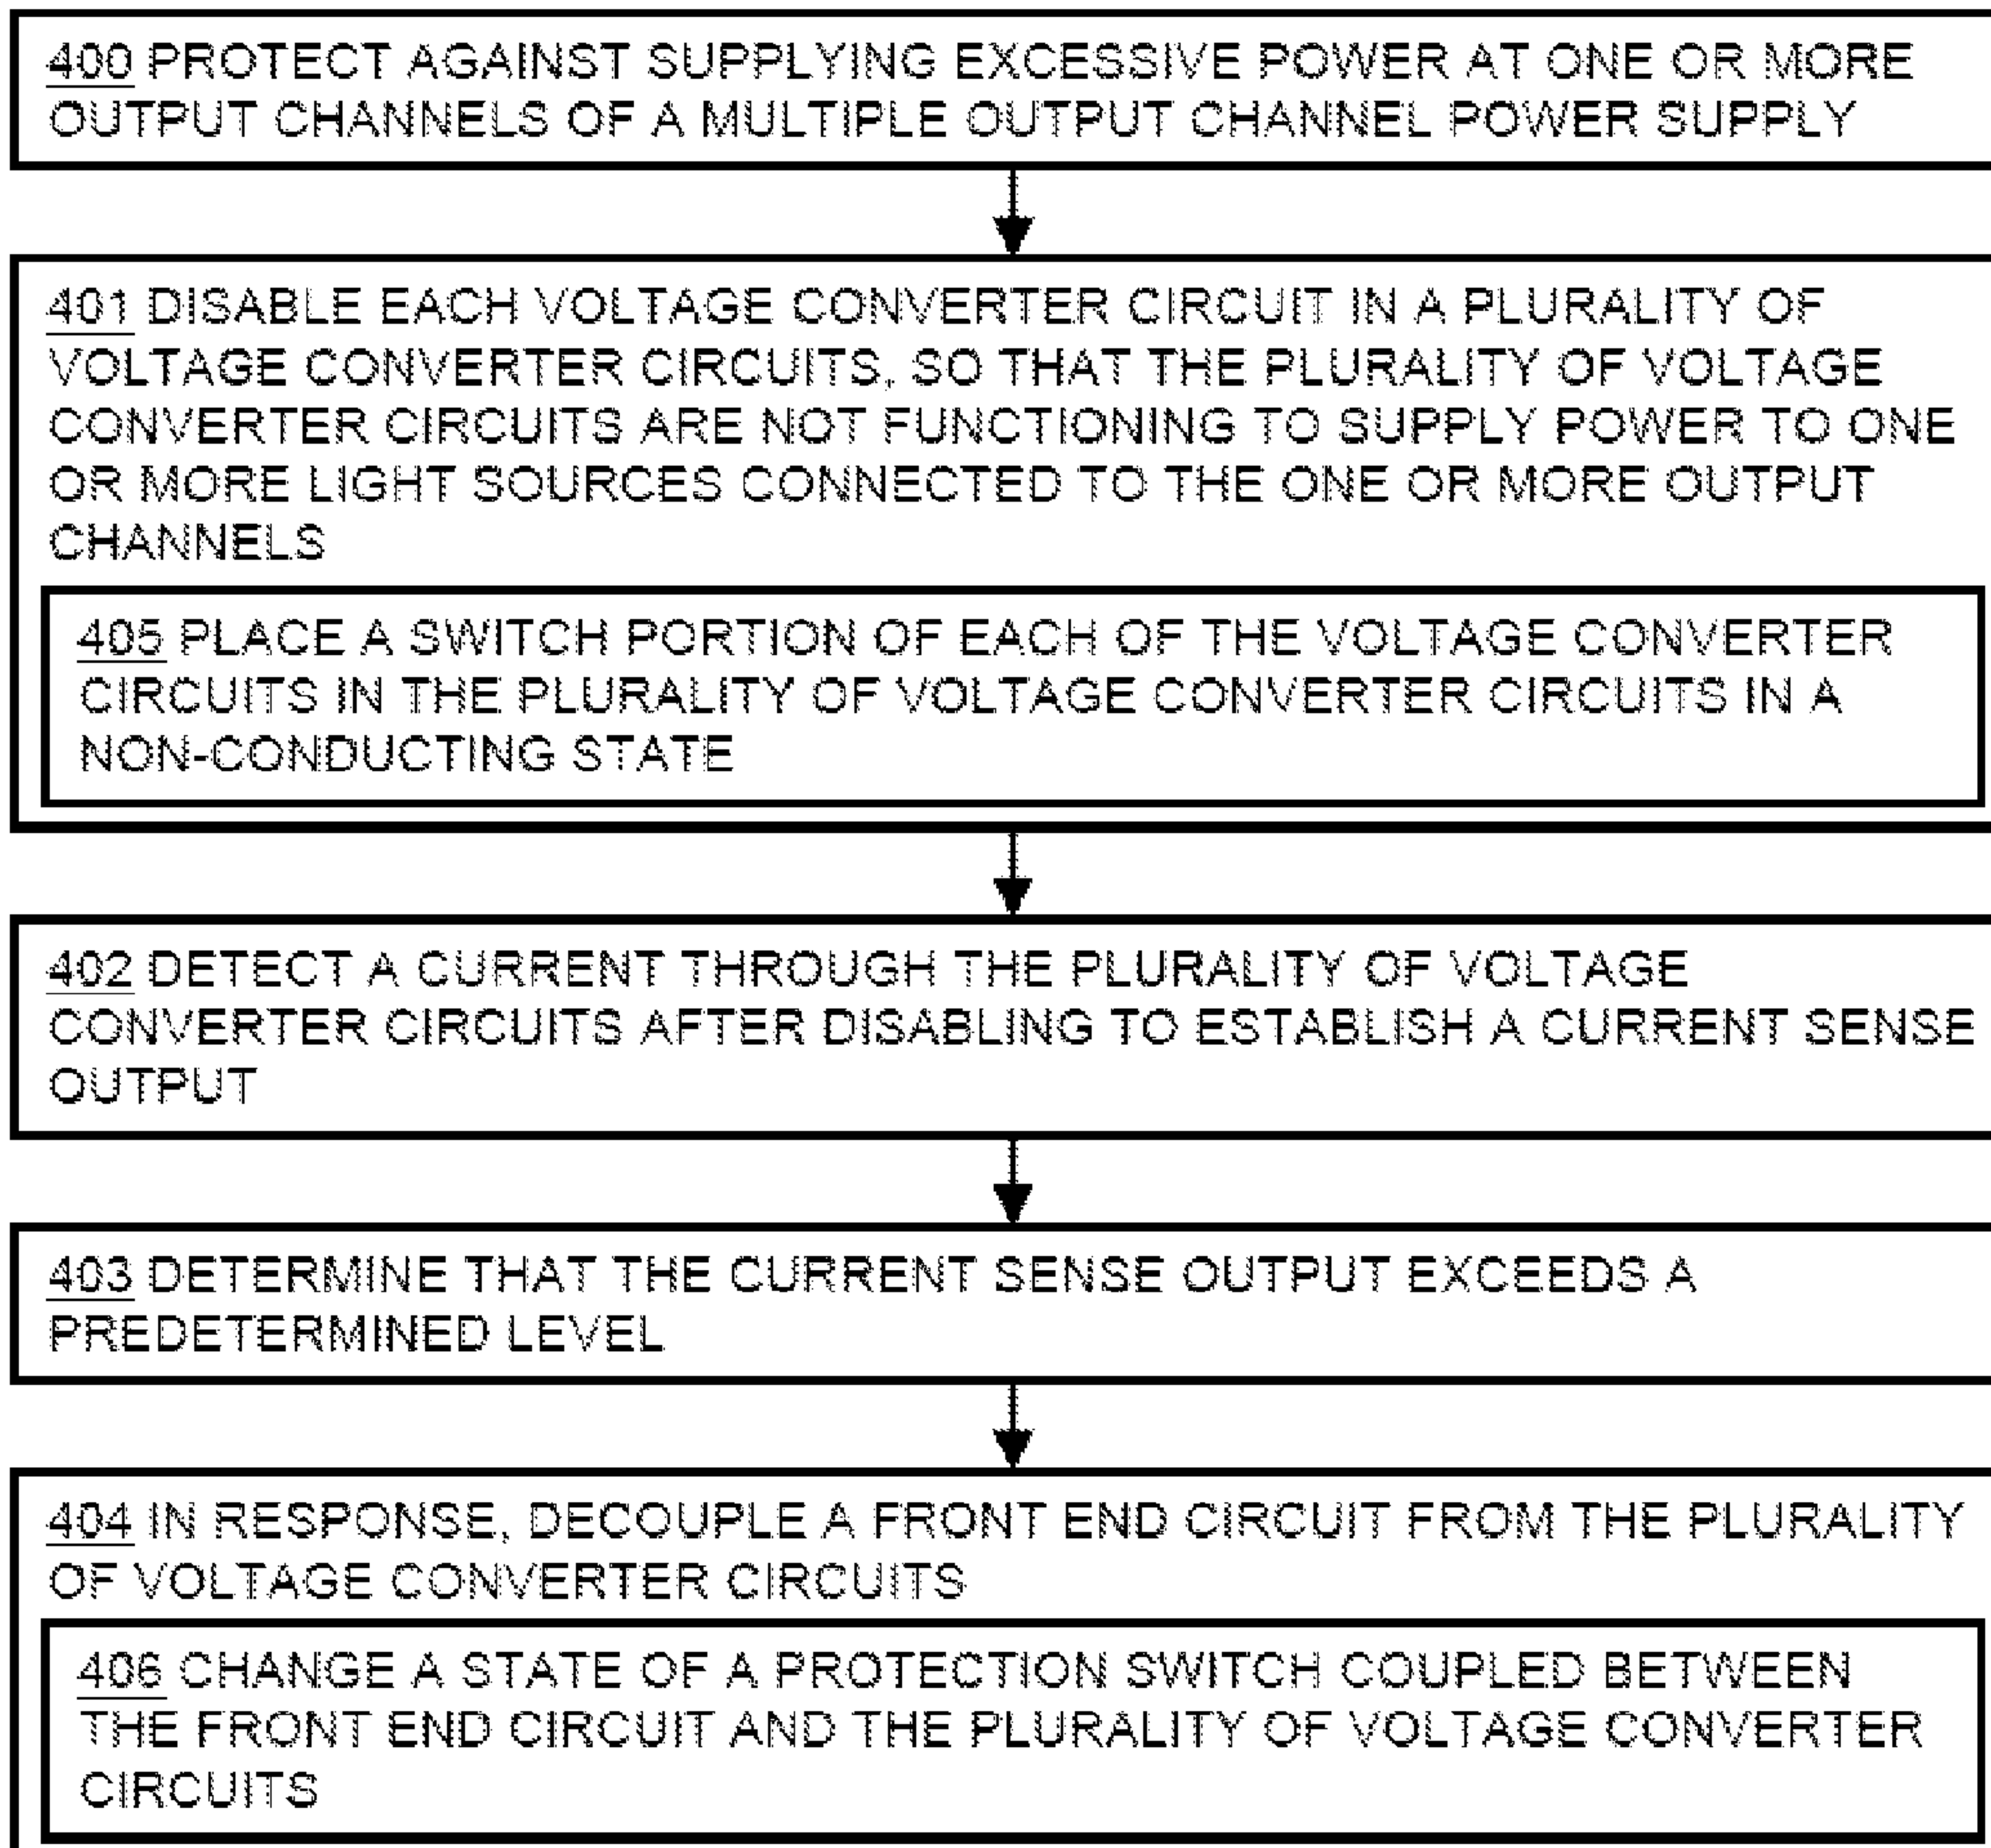 400 PROTECT AGAINST SUPPLYING EXCESSIVE POWER AT ONE OR MORE
OUTPUT CHANNELS OF A MULTIPLE OUTPUT CHANNEL POWER SUPPLY
401 DISABLE EACH VOLTAGE CONVERTER CIRCUIT IN A PLURALITY OF
VOLTAGE CONVERTER CIRCUITS, SO THAT THE PLURALITY OF VOLTAGE
CONVERTER CIRCUITS ARE NOT FUNCTIONING TO SUPPLY POWER TO ONE
OR MORE LIGHT SOURCES CONNECTED TO THE ONE OR MORE OUTPUT
CHANNELS
405 PLACE A SWITCH PORTION OF EACH OF THE VOLTAGE CONVERTER
CIRCUITS IN THE PLURALITY OF VOLTAGE CONVERTER CIRCUITS IN A
NON-CONDUCTING STATE
402 DETECT A CURRENT THROUGH THE PLURALITY OF VOLTAGE
CONVERTER CIRCUITS AFTER DISABLING TO ESTABLISH A CURRENT SENSE
OUTPUT
403 DETERMINE THAT THE CURRENT SENSE OUTPUT EXCEEDS A
PREDETERMINED LEVEL
404 IN RESPONSE, DECOUPLE A FRONT END CIRCUIT FROM THE PLURALITY
OF VOLTAGE CONVERTER CIRCUITS
406 CHANGE A STATE OF A PROTECTION SWITCH COUPLED BETWEEN
THE FRONT END CIRCUIT AND THE PLURALITY OF VOLTAGE CONVERTER
CIRCUITS